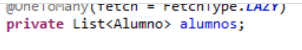 @OneToMany(fetch = FetchType.LAZY)
private List<Alumno> alumnos;